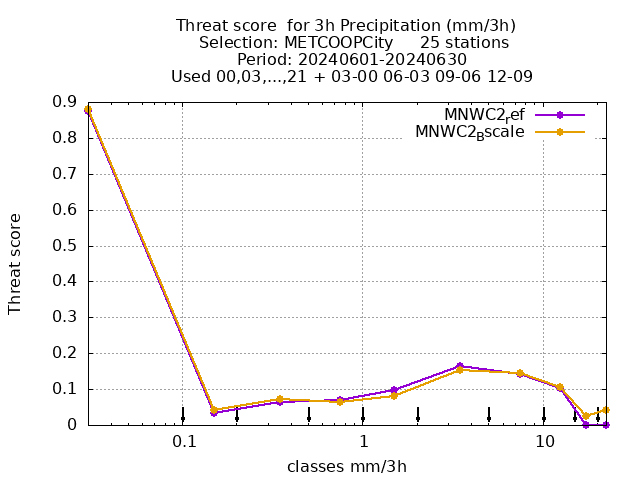 Threat score  for 3h Precipitation (mm/3h)
Selection: METCOOPCity     25 stations
Period: 20240601-20240630
Used 00,03,...,21 + 03-00 06-03 09-06 12-09
MNWC2ref
MNWC2Bscale
0.9
0.8
0.7
0.6
0.5
0.4
0.3
0.2
0.1
0
Threat score
0.1 1 10
classes mm/3h